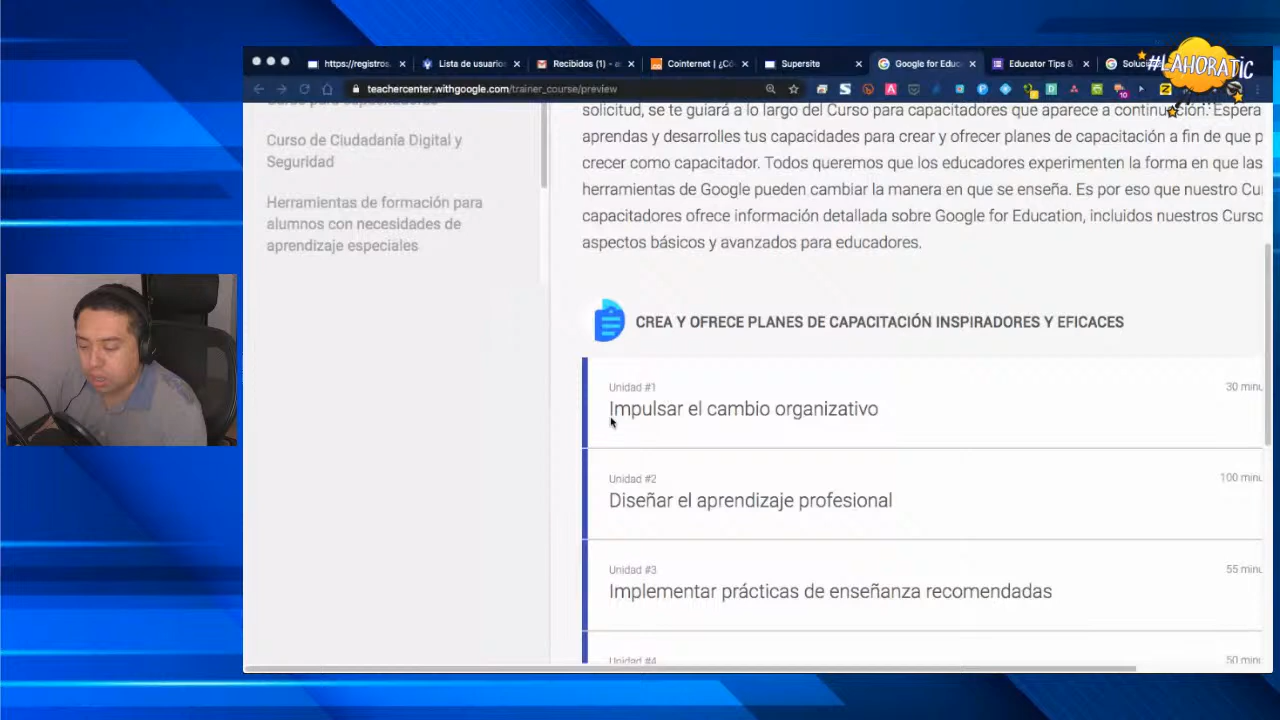 #LAHORATIC
https://registros.
Lista de usuarios
Recibidos (1) - a
Cointernet | ¿Có
Supersite
Google for Educ
Educator Tips &
Soluc
teachercenter.withgoogle.com/trainer_course/preview
Curso para capacitadores
Curso de Ciudadanía Digital y
Seguridad
Herramientas de formación para
alumnos con necesidades de
aprendizaje especiales
solicitud, se te guiará a lo largo del Curso para capacitadores que aparece a continuación. Espera
aprendas y desarrolles tus capacidades para crear y ofrecer planes de capacitación a fin de que p
crecer como capacitador. Todos queremos que los educadores experimenten la forma en que las
herramientas de Google pueden cambiar la manera en que se enseña. Es por eso que nuestro Cu
capacitadores ofrece información detallada sobre Google for Education, incluidos nuestros Curso
aspectos básicos y avanzados para educadores.
CREA Y OFRECE PLANES DE CAPACITACIÓN INSPIRADORES Y EFICACES
Unidad #1
30 minu
Impulsar el cambio organizativo
Unidad #2
100 minu
Diseñar el aprendizaje profesional
Unidad #3
55 minu
Implementar prácticas de enseñanza recomendadas
Unidad #4
50 minu